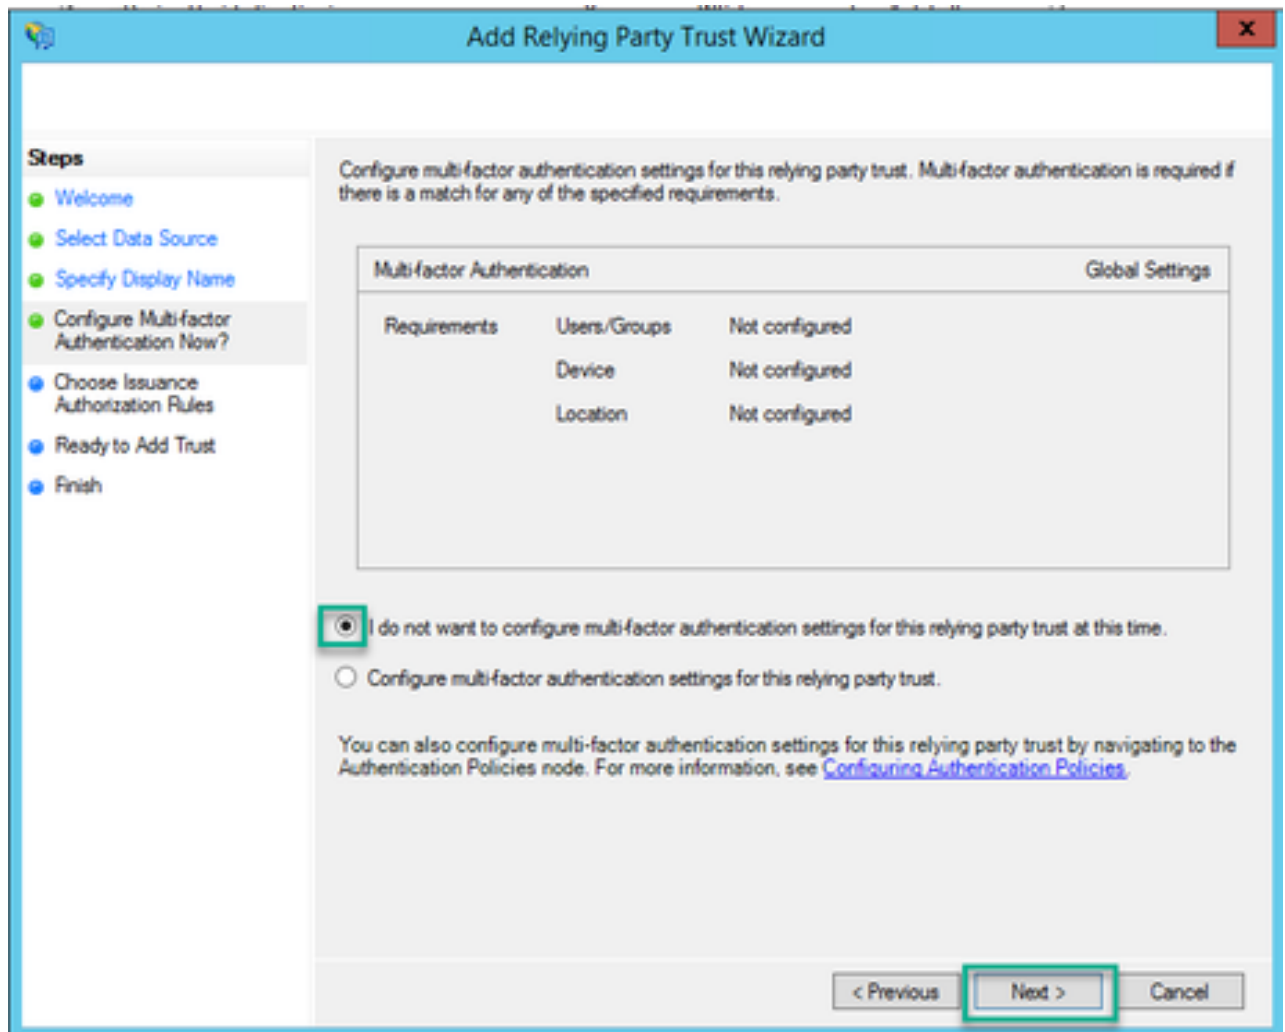 Add Relying Party Trust Wizard
X
Steps
Welcome
Select Data Source
Specify Display Name
Configure Multi-factor
Authentication Now?
Choose Issuance
Authorization Rules
Ready to Add Trust
Finish
Configure multi-factor authentication settings for this relying party trust. Multi-factor authentication is required if
there is a match for any of the specified requirements.
Multi-factor Authentication Global Settings
Requirements Users/Groups Not configured
Device Not configured
Location Not configured
I do not want to configure multi-factor authentication settings for this relying party trust at this time.
Configure multi-factor authentication settings for this relying party trust.
You can also configure multi-factor authentication settings for this relying party trust by navigating to the
Authentication Policies node. For more information, see Configuring Authentication Policies.
< Previous Next > Cancel